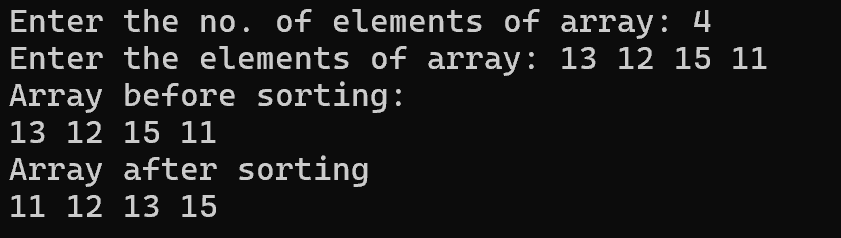 Enter the no. of elements of array: 4
Enter the elements of array: 13 12 15 11
Array before sorting:
13 12 15 11
Array after sorting
11 12 13 15